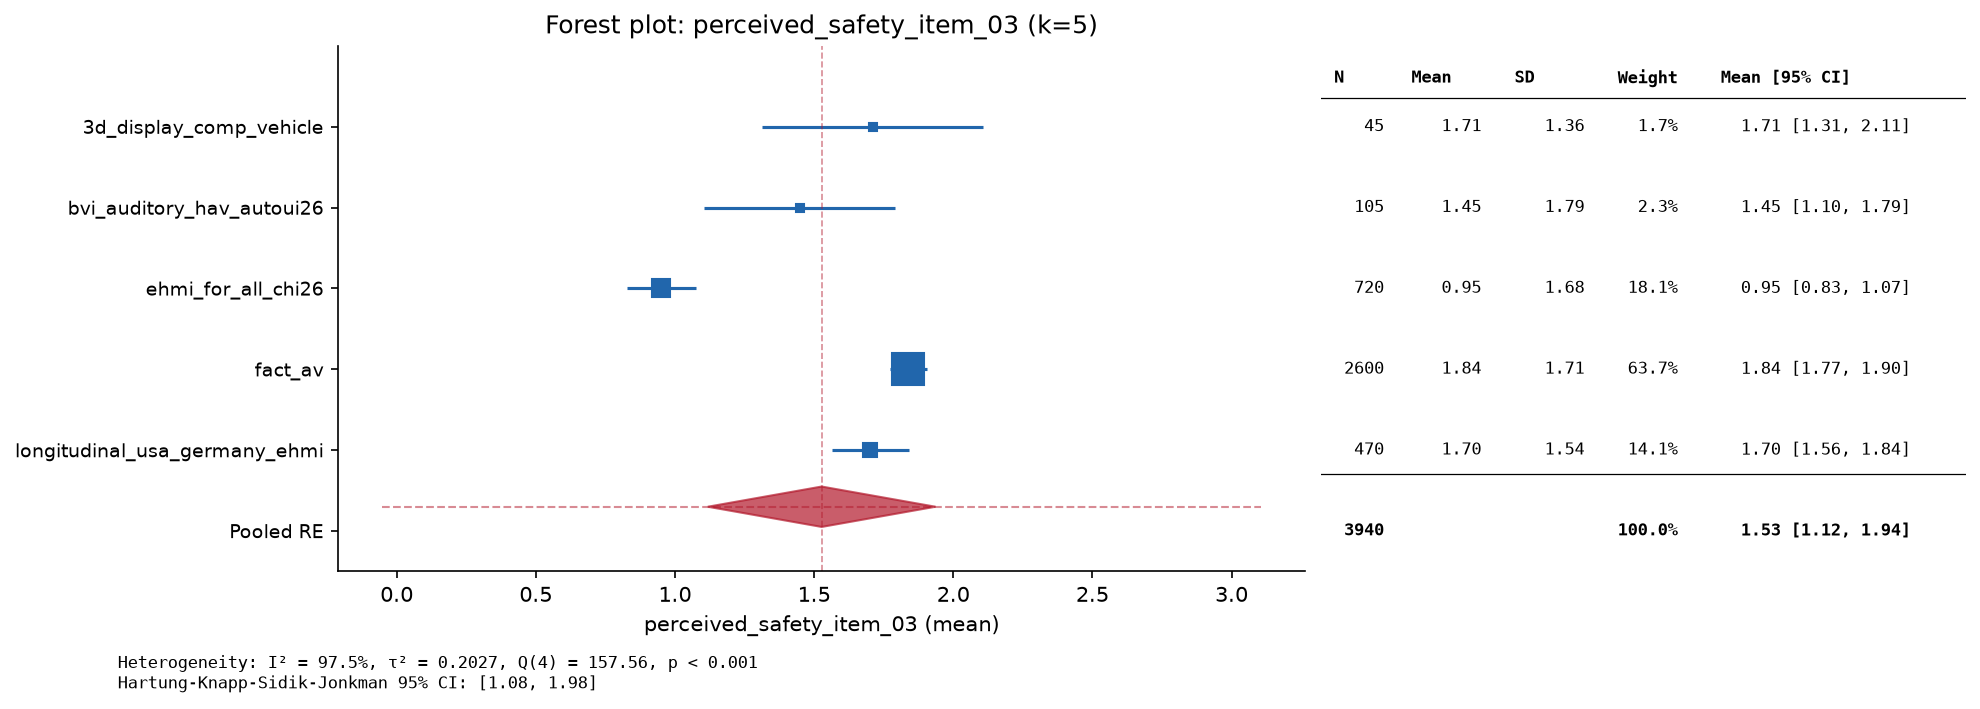 Forest plot: perceived_safety_item_03 (k=5)
N Mean SD Weight Mean [95% CI]
3d_display_comp_vehicle 45 1.71 1.36 1.7% 1.71 [1.31, 2.11]
bvi_auditory_hav_autoui26 105 1.45 1.79 2.3% 1.45 [1.10, 1.79]
ehmi_for_all_chi26 720 0.95 1.68 18.1% 0.95 [0.83, 1.07]
fact_av 2600 1.84 1.71 63.7% 1.84 [1.77, 1.90]
longitudinal_usa_germany_ehmi 470 1.70 1.54 14.1% 1.70 [1.56, 1.84]
Pooled RE 3940 100.0% 1.53 [1.12, 1.94]
0.0 0.5 1.0 1.5 2.0 2.5 3.0
perceived_safety_item_03 (mean)
Heterogeneity: I² = 97.5%, τ² = 0.2027, Q(4) = 157.56, p < 0.001
Hartung-Knapp-Sidik-Jonkman 95% CI: [1.08, 1.98]